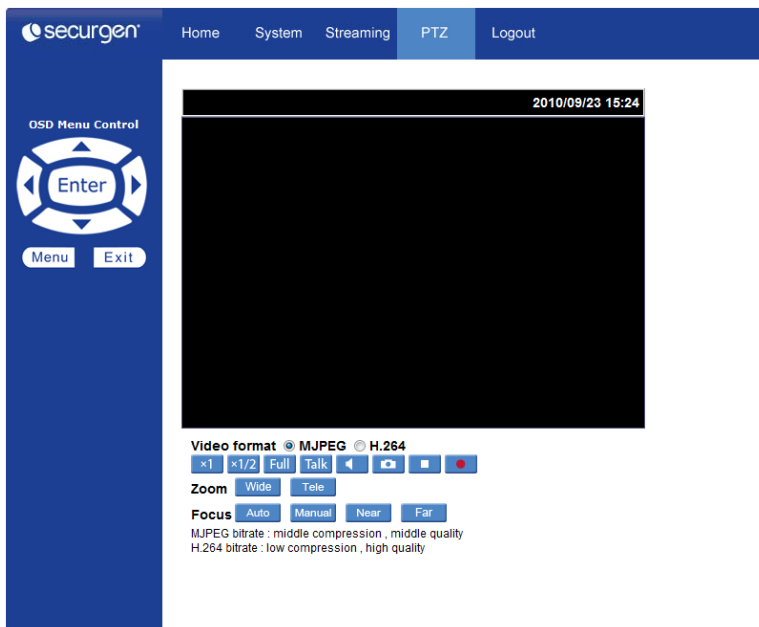 securgen
Home System Streaming PTZ Logout
OSD Menu Control
Enter
Menu Exit
2010/09/23 15:24
Video format MJPEG H.264
×1 ×1/2 Full Talk
Zoom Wide Tele
Focus Auto Manual Near Far
MJPEG bitrate : middle compression , middle quality
H.264 bitrate : low compression , high quality